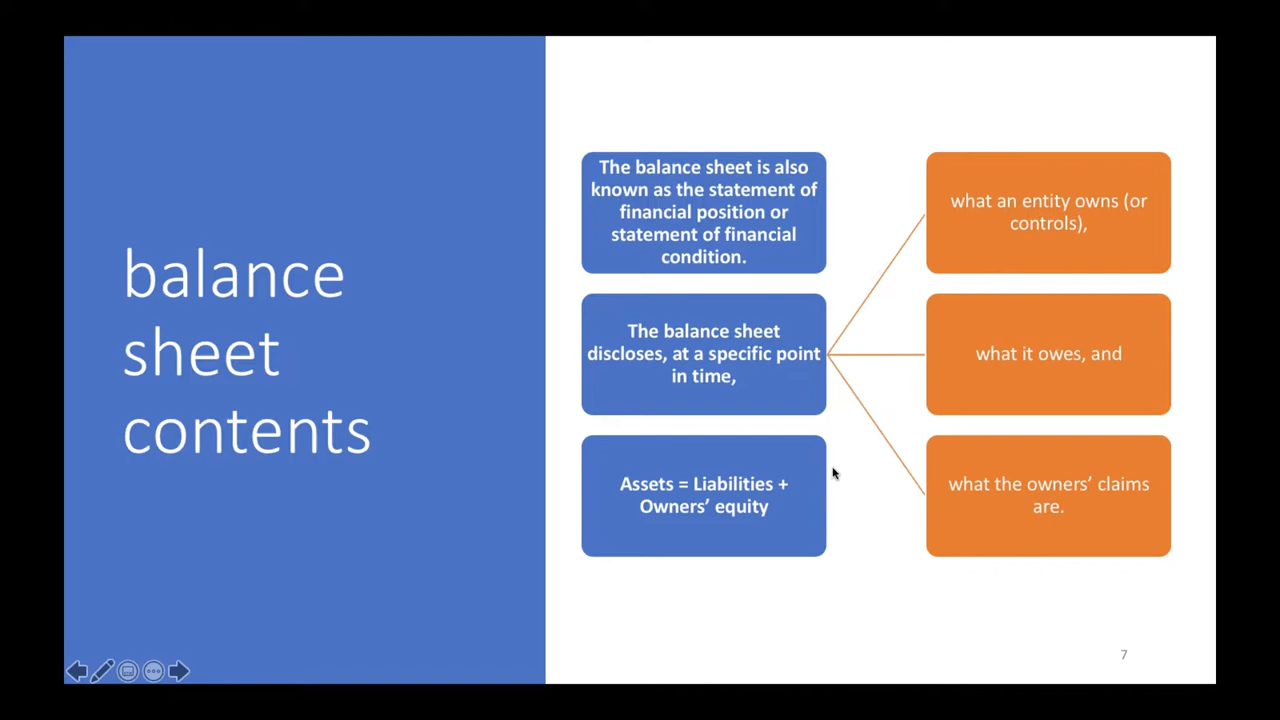 balance
sheet
contents
The balance sheet is also
known as the statement of
financial position or
statement of financial
condition.
The balance sheet
discloses, at a specific point
in time,
what an entity owns (or
controls),
what it owes, and
what the owners’ claims
are.
Assets = Liabilities +
Owners’ equity
7